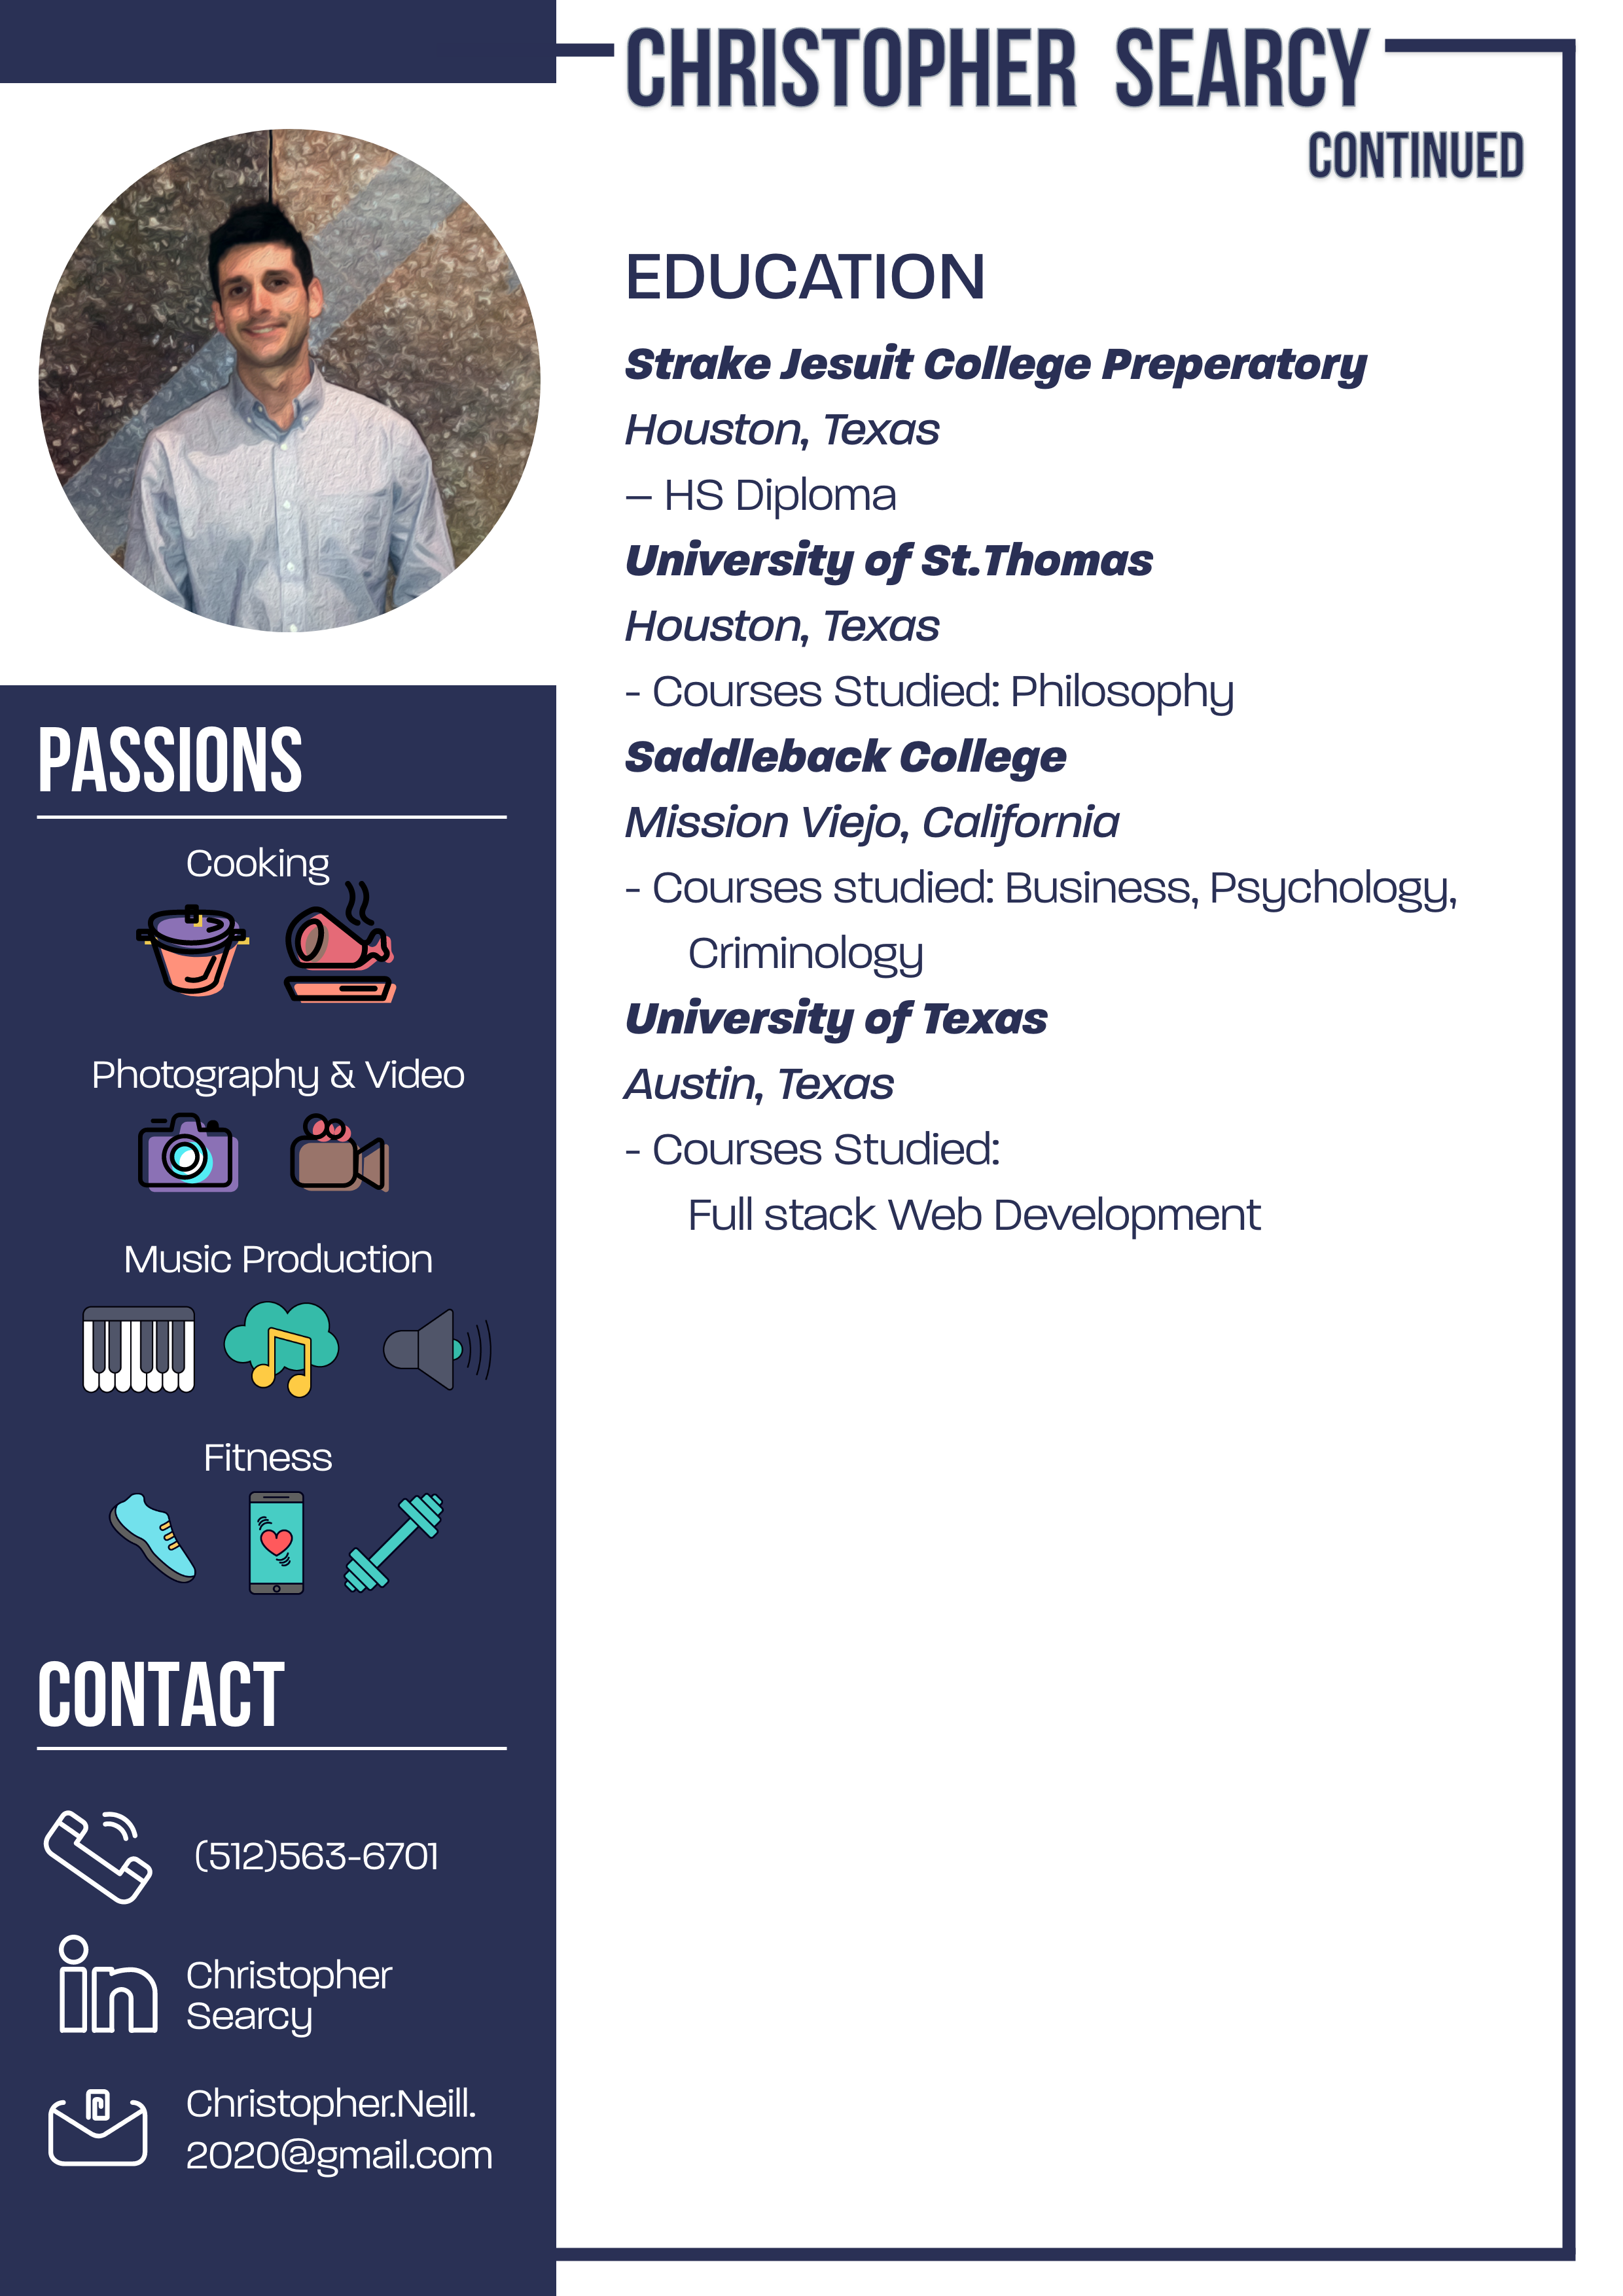 CHRISTOPHER SEARCY
CONTINUED
EDUCATION
Strake Jesuit College Preperatory
Houston, Texas
– HS Diploma
University of St.Thomas
Houston, Texas
- Courses Studied: Philosophy
Saddleback College
Mission Viejo, California
- Courses studied: Business, Psychology,
Criminology
University of Texas
Austin, Texas
- Courses Studied:
Full stack Web Development
PASSIONS
Cooking
Photography & Video
Music Production
Fitness
CONTACT
(512)563-6701
in
Christopher
Searcy
Christopher.Neill.
2020@gmail.com